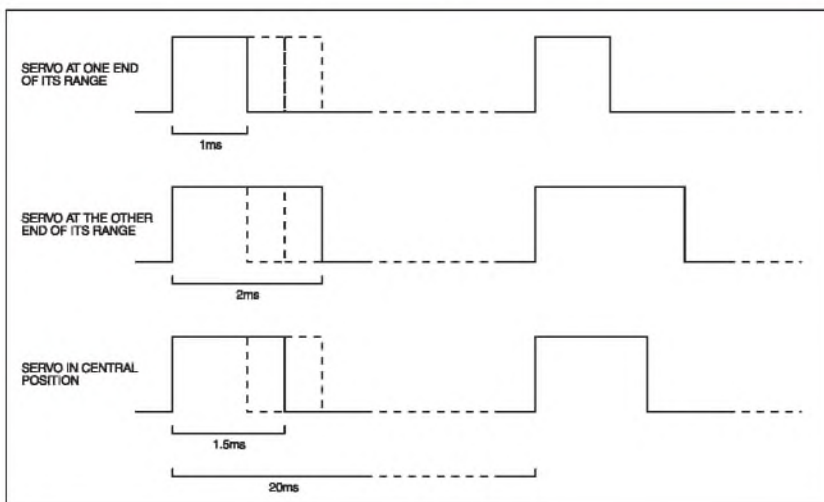 SERVO AT ONE END
OF ITS RANGE
1ms
SERVO AT THE OTHER
END OF ITS RANGE
2ms
SERVO IN CENTRAL
POSITION
1.5ms
20ms